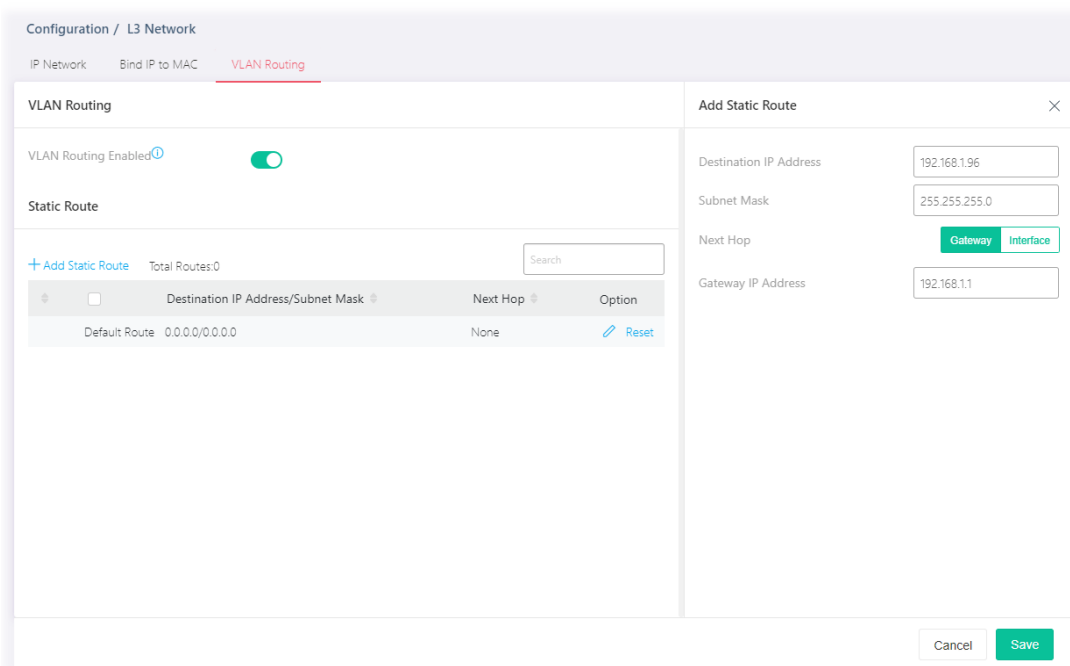 Configuration / L3 Network
IP Network Bind IP to MAC VLAN Routing
VLAN Routing
VLAN Routing Enabled
Static Route
+ Add Static Route Total Routes:0 Search
Destination IP Address/Subnet Mask Next Hop Option
Default Route 0.0.0.0/0.0.0.0 None Reset
Add Static Route
Destination IP Address 192.168.1.96
Subnet Mask 255.255.255.0
Next Hop Gateway Interface
Gateway IP Address 192.168.1.1
Cancel Save